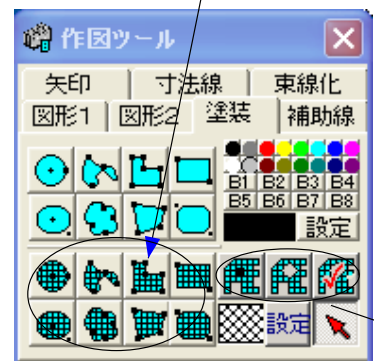 作図ツール
矢印 寸法線 束線化
図形1 図形2 塗装 補助線
B1 B2 B3 B4
B5 B6 B7 B8
設定
設定